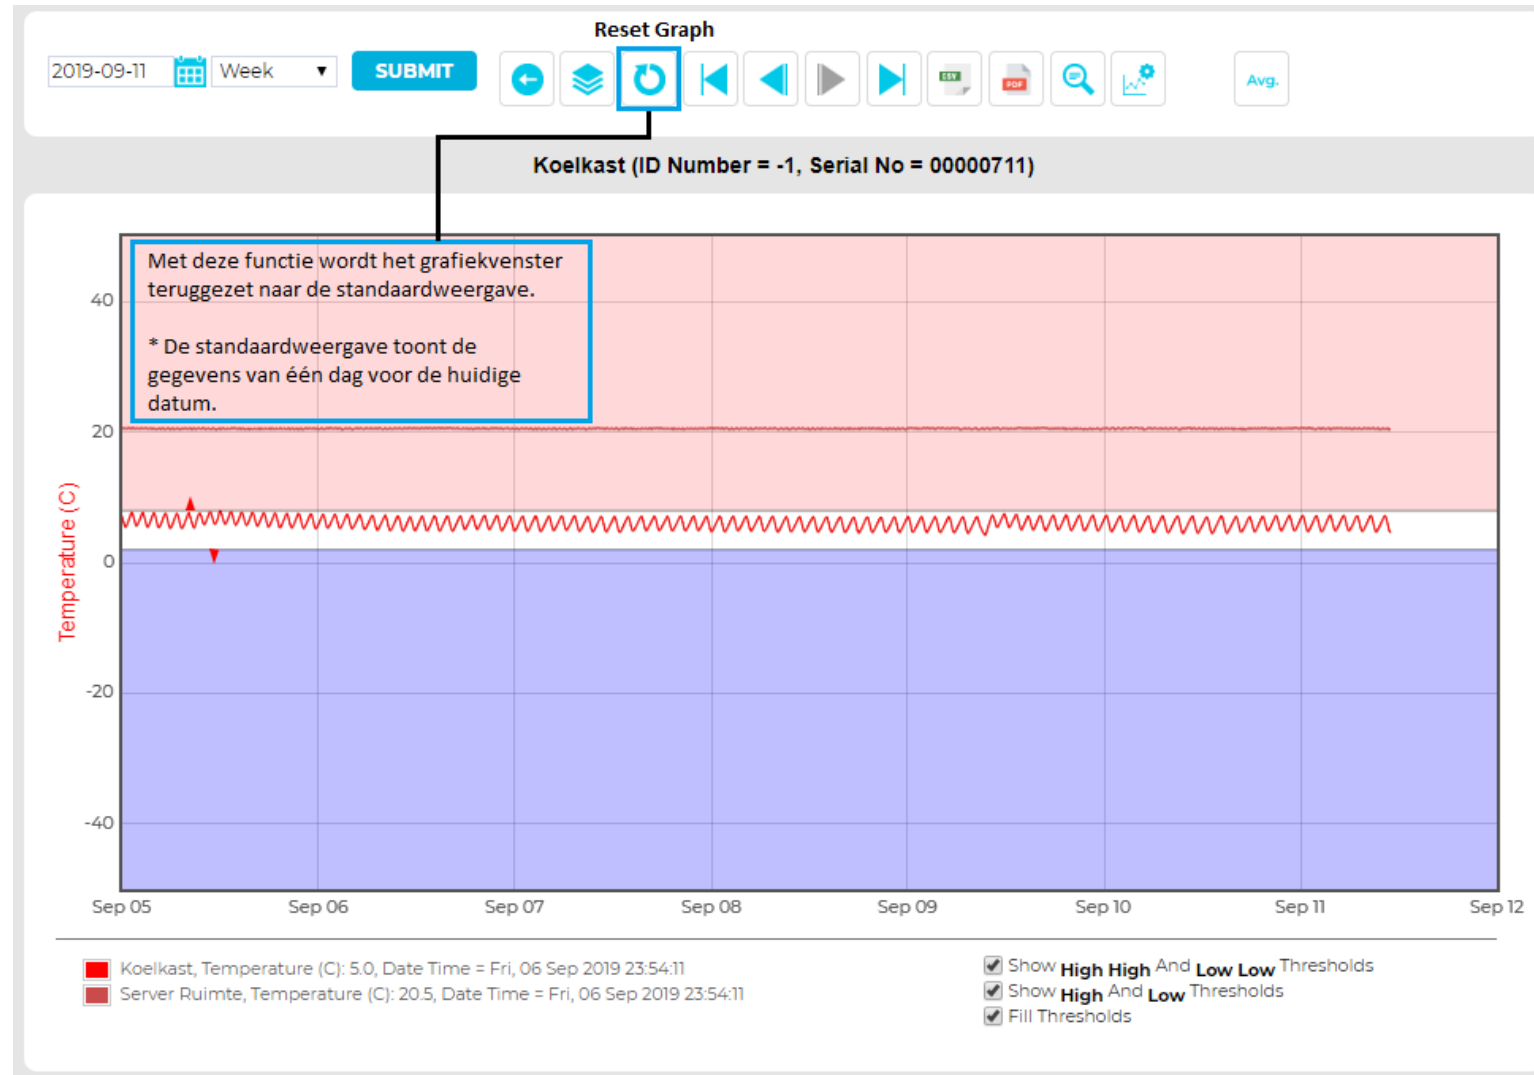 Reset Graph
2019-09-11 Week SUBMIT CSV PDF Avg.
Koelkast (ID Number = -1, Serial No = 00000711)
Met deze functie wordt het grafiekvenster
teruggezet naar de standaardweergave.
* De standaardweergave toont de
gegevens van één dag voor de huidige
datum.
Temperature (C)
40
20
0
-20
-40
Sep 05 Sep 06 Sep 07 Sep 08 Sep 09 Sep 10 Sep 11 Sep 12
Koelkast, Temperature (C): 5.0, Date Time = Fri, 06 Sep 2019 23:54:11
Server Ruimte, Temperature (C): 20.5, Date Time = Fri, 06 Sep 2019 23:54:11
Show High High And Low Low Thresholds
Show High And Low Thresholds
Fill Thresholds